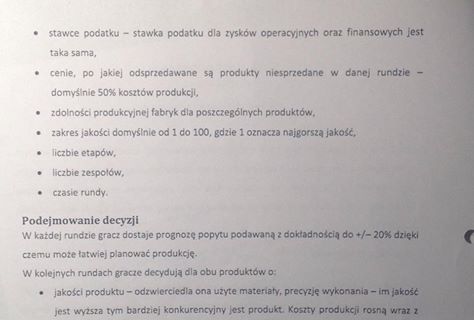 • stawce podatku – stawka podatku dla zysków operacyjnych oraz finansowych jest
taka sama,
• cenie, po jakiej odsprzedawane są produkty niesprzedane w danej rundzie –
domyślnie 50% kosztów produkcji,
• zdolności produkcyjnej fabryk dla poszczególnych produktów,
• zakres jakości domyślnie od 1 do 100, gdzie 1 oznacza najgorszą jakość,
• liczbie etapów,
• liczbie zespołów,
• czasie rundy.
Podejmowanie decyzji
W każdej rundzie gracz dostaje prognozę popytu podawaną z dokładnością do +/– 20% dzięki
czemu może łatwiej planować produkcję.
W kolejnych rundach gracze decydują dla obu produktów o:
• jakości produktu – odzwierciedla ona użyte materiały, precyzję wykonania – im jakość
jest wyższa tym bardziej konkurencyjny jest produkt. Koszty produkcji rosną wraz z